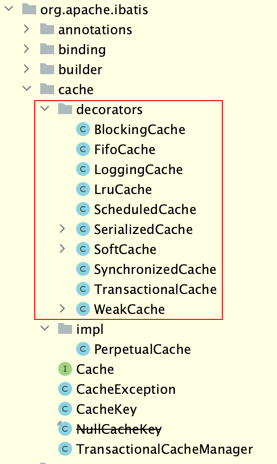 org.apache.ibatis
annotations
binding
builder
cache
decorators
BlockingCache
FifoCache
LoggingCache
LruCache
ScheduledCache
SerializedCache
SoftCache
SynchronizedCache
TransactionalCache
WeakCache
impl
PerpetualCache
Cache
CacheException
CacheKey
NullCacheKey
TransactionalCacheManager